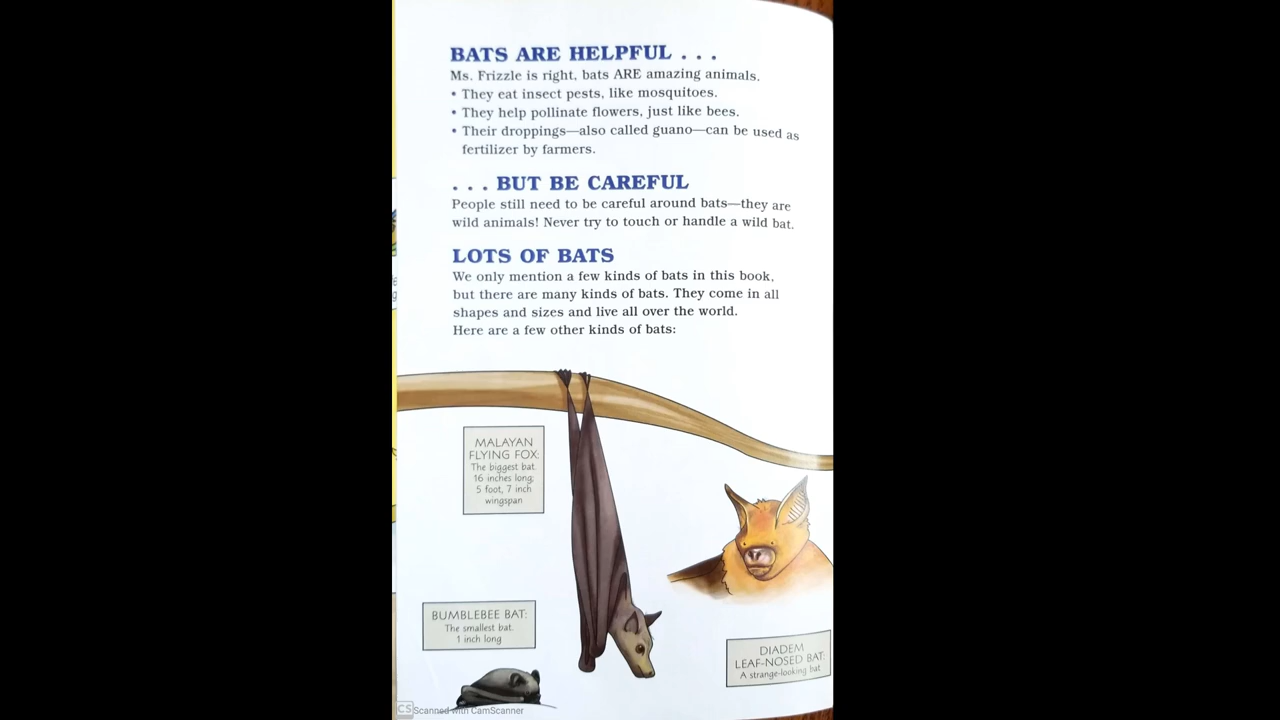 BATS ARE HELPFUL . . .
Ms. Frizzle is right, bats ARE amazing animals.
• They eat insect pests, like mosquitoes.
• They help pollinate flowers, just like bees.
• Their droppings—also called guano—can be used as
fertilizer by farmers.
. . . BUT BE CAREFUL
People still need to be careful around bats—they are
wild animals! Never try to touch or handle a wild bat.
LOTS OF BATS
We only mention a few kinds of bats in this book,
but there are many kinds of bats. They come in all
shapes and sizes and live all over the world.
Here are a few other kinds of bats:
MALAYAN
FLYING FOX:
The biggest bat
16 inches long;
5 foot, 7 inch
wingspan
BUMBLEBEE BAT:
The smallest bat.
1 inch long
DIADEM
LEAF-NOSED BAT:
A strange-looking bat
CS Scanned with CamScanner